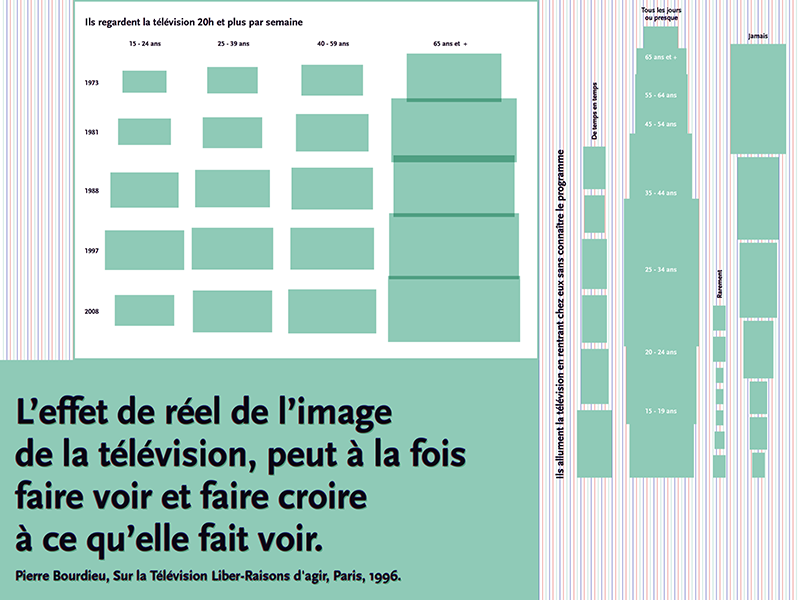 Ils regardent la télévision 20h et plus par semaine
15 - 24 ans
25 - 39 ans
40 - 59 ans
65 ans et +
1973
1981
1988
1997
2008
L’effet de réel de l’image
de la télévision, peut à la fois
faire voir et faire croire
à ce qu’elle fait voir.
Pierre Bourdieu, Sur la Télévision Liber-Raisons d'agir, Paris, 1996.
Ils allument la télévision en rentrant chez eux sans connaître le programme
De temps en temps
Tous les jours
ou presque
65 ans et +
55 - 64 ans
45 - 54 ans
35 - 44 ans
25 - 34 ans
20 - 24 ans
15 - 19 ans
Rarement
Jamais